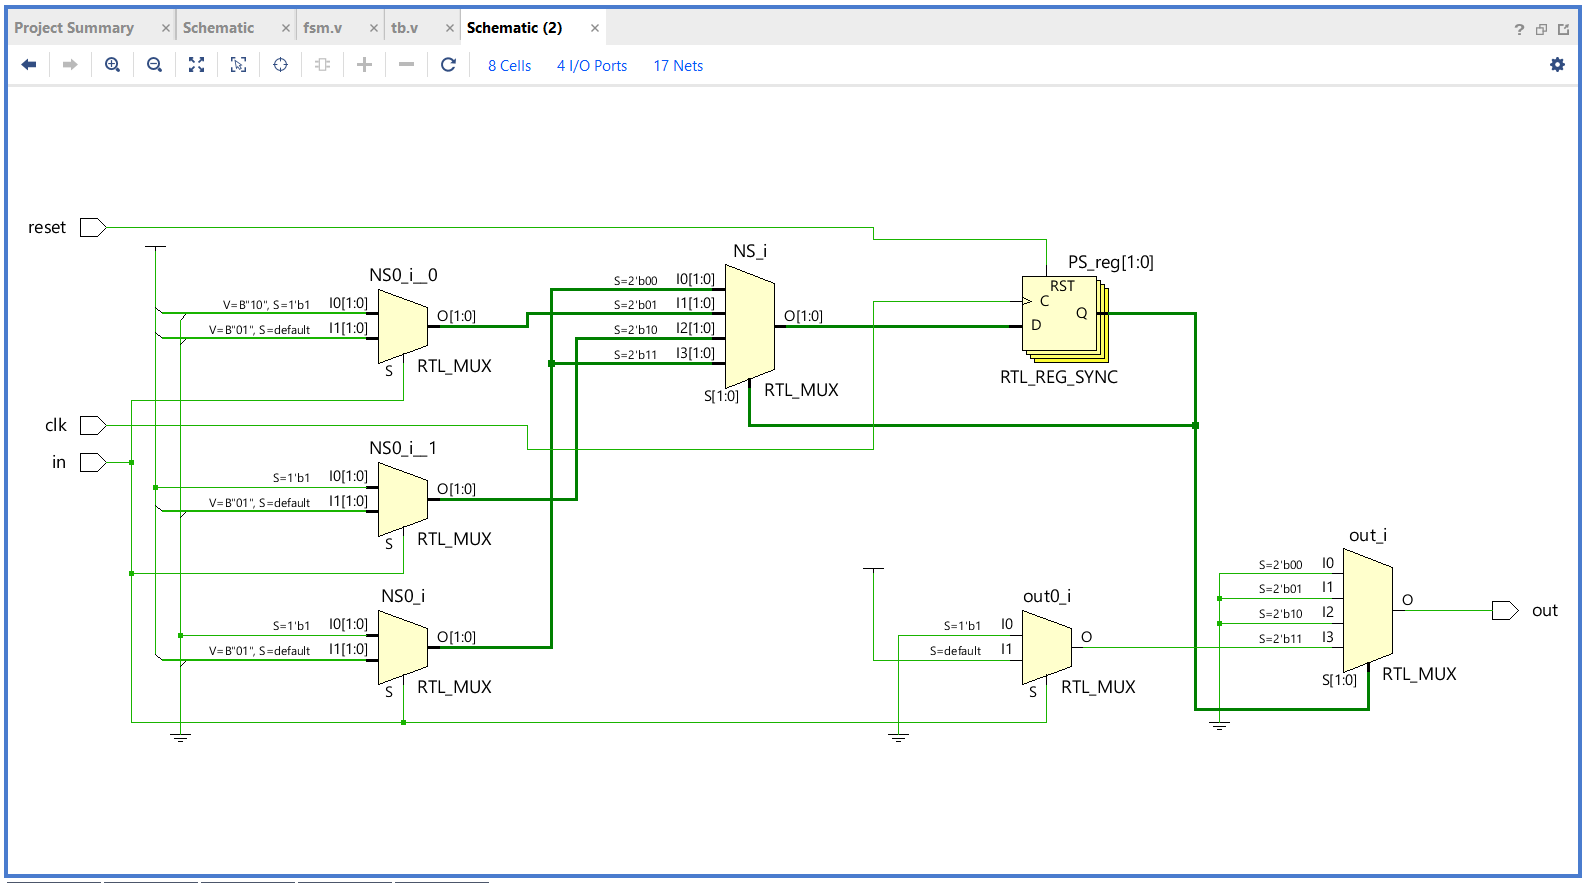 Project Summary × Schematic × fsm.v × tb.v × Schematic (2) × ?
8 Cells 4 I/O Ports 17 Nets
reset
NS0_i__0
V=B"10", S=1'b1 I0[1:0]
V=B"01", S=default I1[1:0]
O[1:0]
S
RTL_MUX
NS_i
S=2'b00 I0[1:0]
S=2'b01 I1[1:0]
S=2'b10 I2[1:0]
S=2'b11 I3[1:0]
O[1:0]
S[1:0]
RTL_MUX
PS_reg[1:0]
RST
C
Q
D
RTL_REG_SYNC
clk
in
NS0_i__1
S=1'b1 I0[1:0]
V=B"01", S=default I1[1:0]
O[1:0]
S
RTL_MUX
NS0_i
S=1'b1 I0[1:0]
V=B"01", S=default I1[1:0]
O[1:0]
S
RTL_MUX
out0_i
S=1'b1 I0
S=default I1
O
S
RTL_MUX
out_i
S=2'b00 I0
S=2'b01 I1
S=2'b10 I2
S=2'b11 I3
O
S[1:0]
RTL_MUX
out